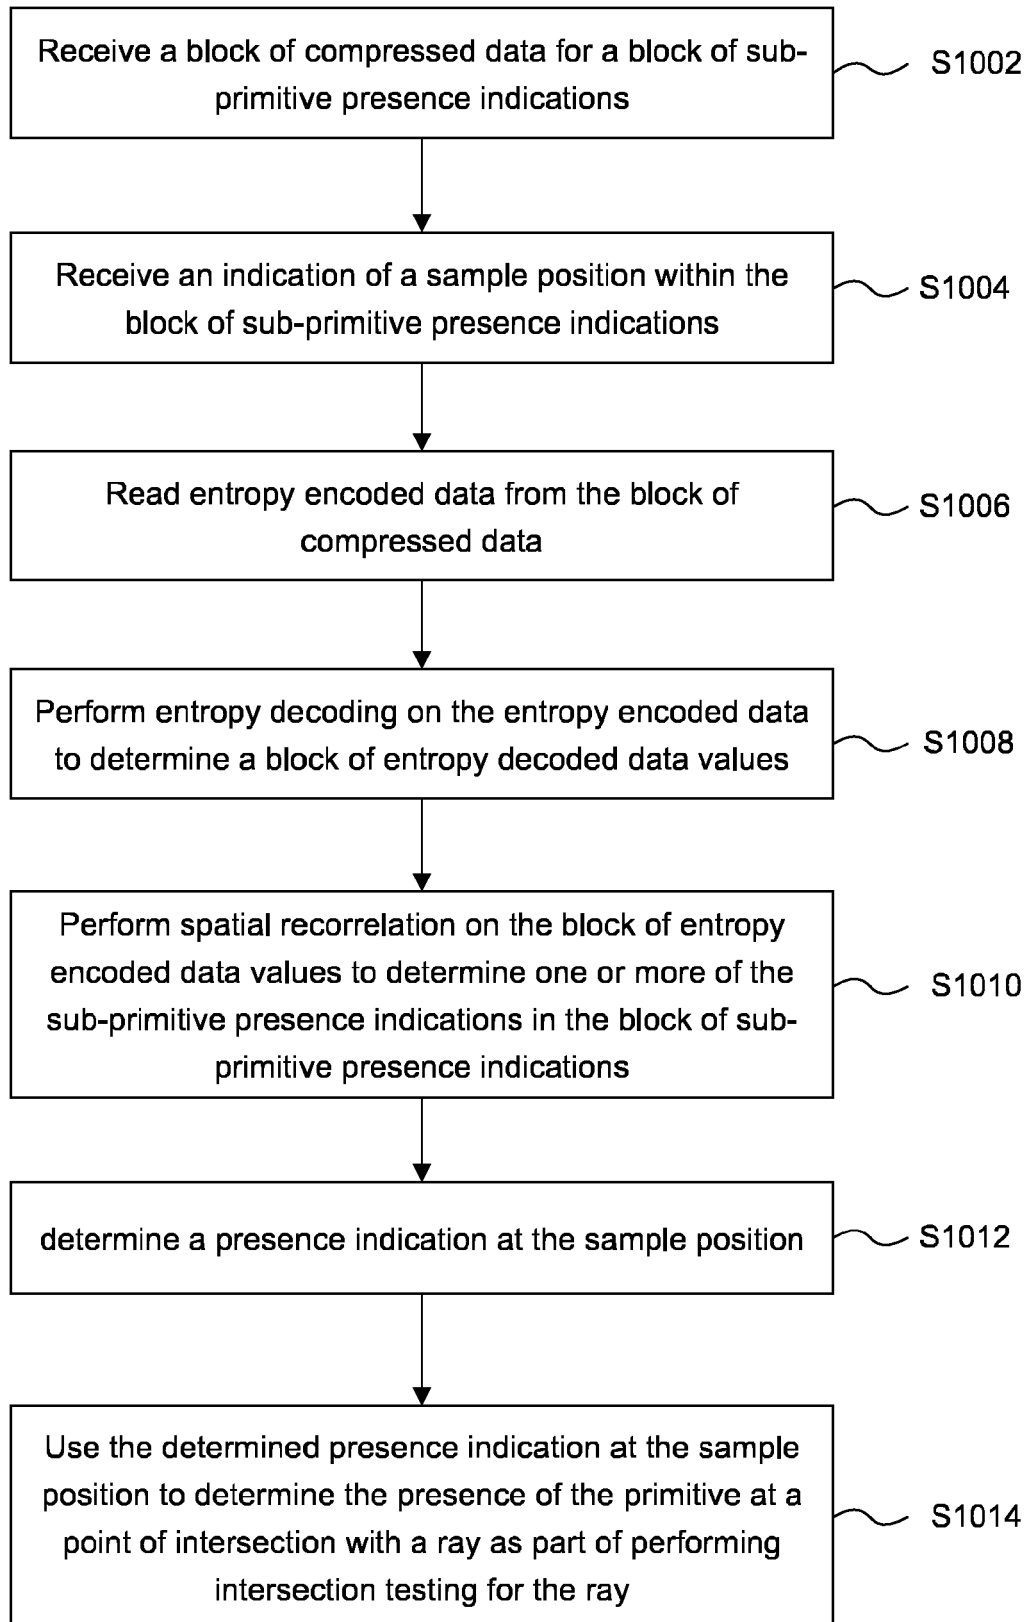 Receive a block of compressed data for a block of sub-
primitive presence indications
S1002
Receive an indication of a sample position within the
block of sub-primitive presence indications
S1004
Read entropy encoded data from the block of
compressed data
S1006
Perform entropy decoding on the entropy encoded data
to determine a block of entropy decoded data values
S1008
Perform spatial recorrelation on the block of entropy
encoded data values to determine one or more of the
sub-primitive presence indications in the block of sub-
primitive presence indications
S1010
determine a presence indication at the sample position
S1012
Use the determined presence indication at the sample
position to determine the presence of the primitive at a
point of intersection with a ray as part of performing
intersection testing for the ray
S1014